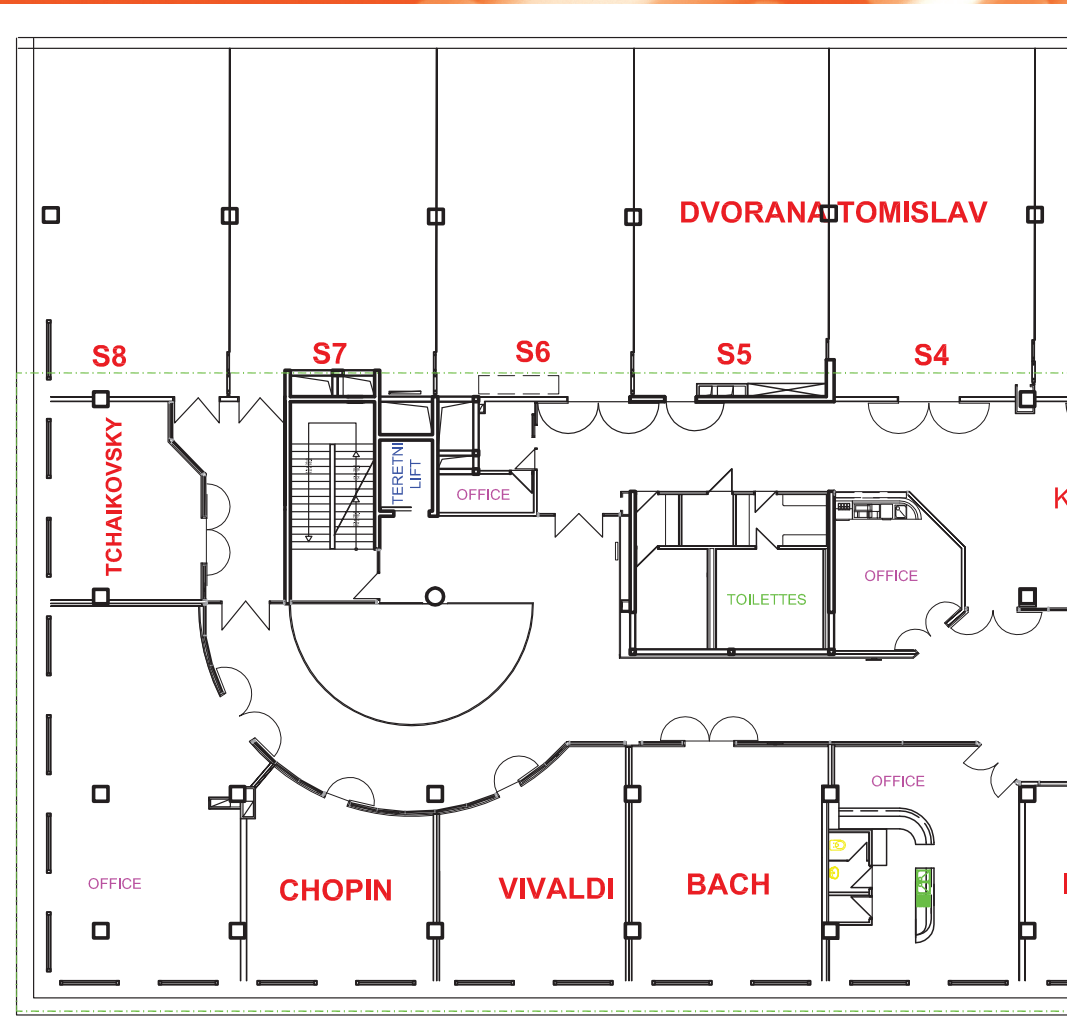 DVORANA TOMISLAV
S8
S7
S6
S5
S4
TCHAIKOVSKY
TERETNI
LIFT
OFFICE
K
OFFICE
TOILETTES
OFFICE
OFFICE
CHOPIN
VIVALDI
BACH